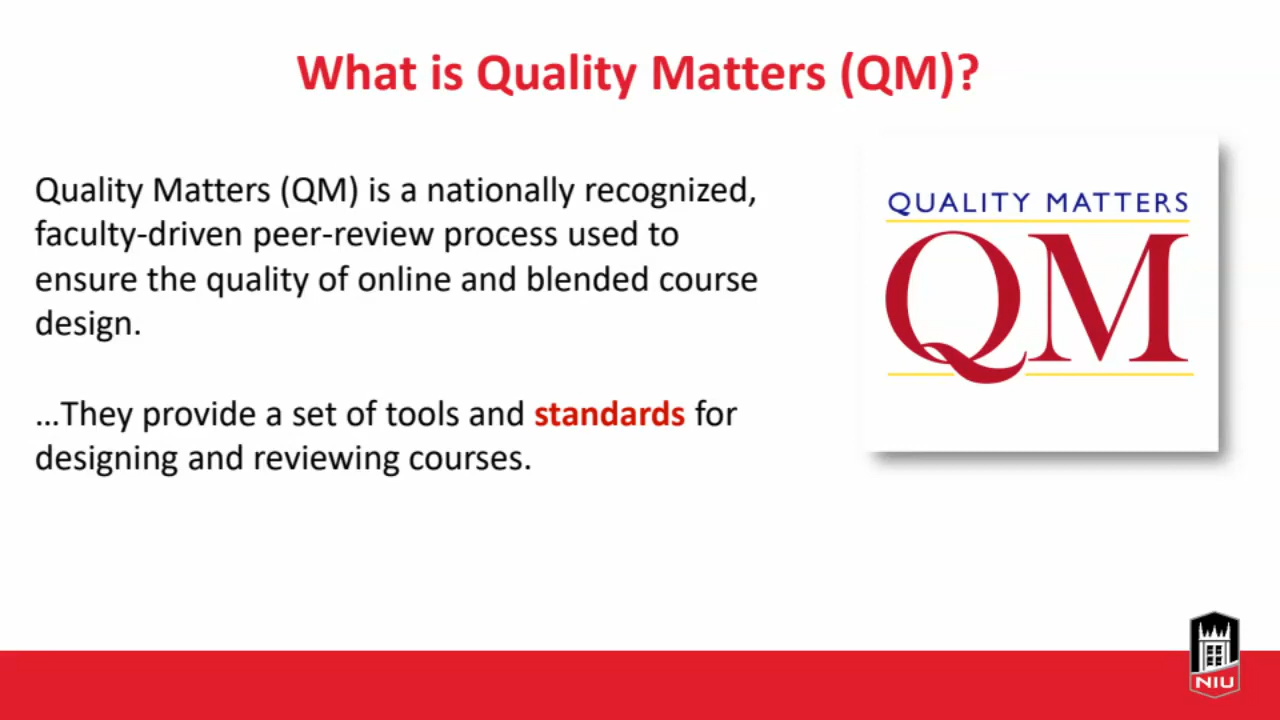 What is Quality Matters (QM)?
Quality Matters (QM) is a nationally recognized,
faculty-driven peer-review process used to
ensure the quality of online and blended course
design.
...They provide a set of tools and standards for
designing and reviewing courses.
QUALITY MATTERS
QM
NIU